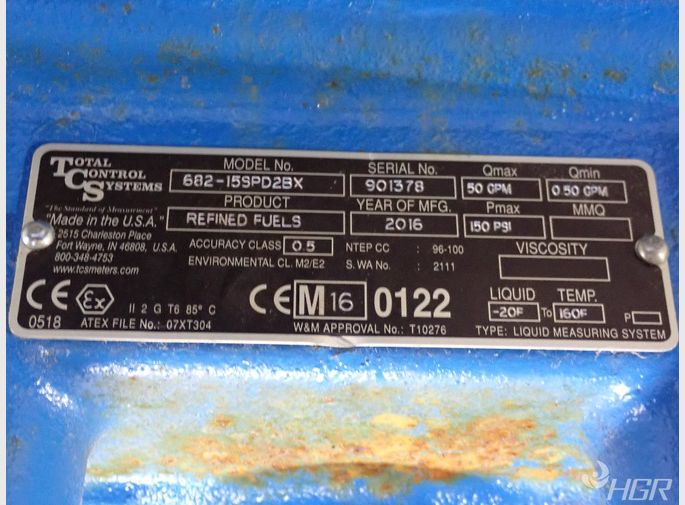 TOTAL
CONTROL
SYSTEMS
"The Standard of Measurement"
"Made in the U.S.A."
2515 Charleston Place
Fort Wayne, IN 46808, U.S.A.
800-348-4753
www.tcsmeters.com
MODEL No.
682-15SPD2BX
SERIAL No.
901378
Qmax
50 GPM
Qmin
0.50 GPM
PRODUCT
REFINED FUELS
YEAR OF MFG.
2016
Pmax
150 PSI
MMQ
ACCURACY CLASS 0.5
NTEP CC : 96-100
ENVIRONMENTAL CL. M2/E2
S. WA No. : 2111
VISCOSITY
CE Ex II 2 G T6 85° C
0518
ATEX FILE No.: 07XT304
CE M 16 0122
W&M APPROVAL No.: T10276
LIQUID TEMP.
-20F To 160F
P
TYPE: LIQUID MEASURING SYSTEM
HGR